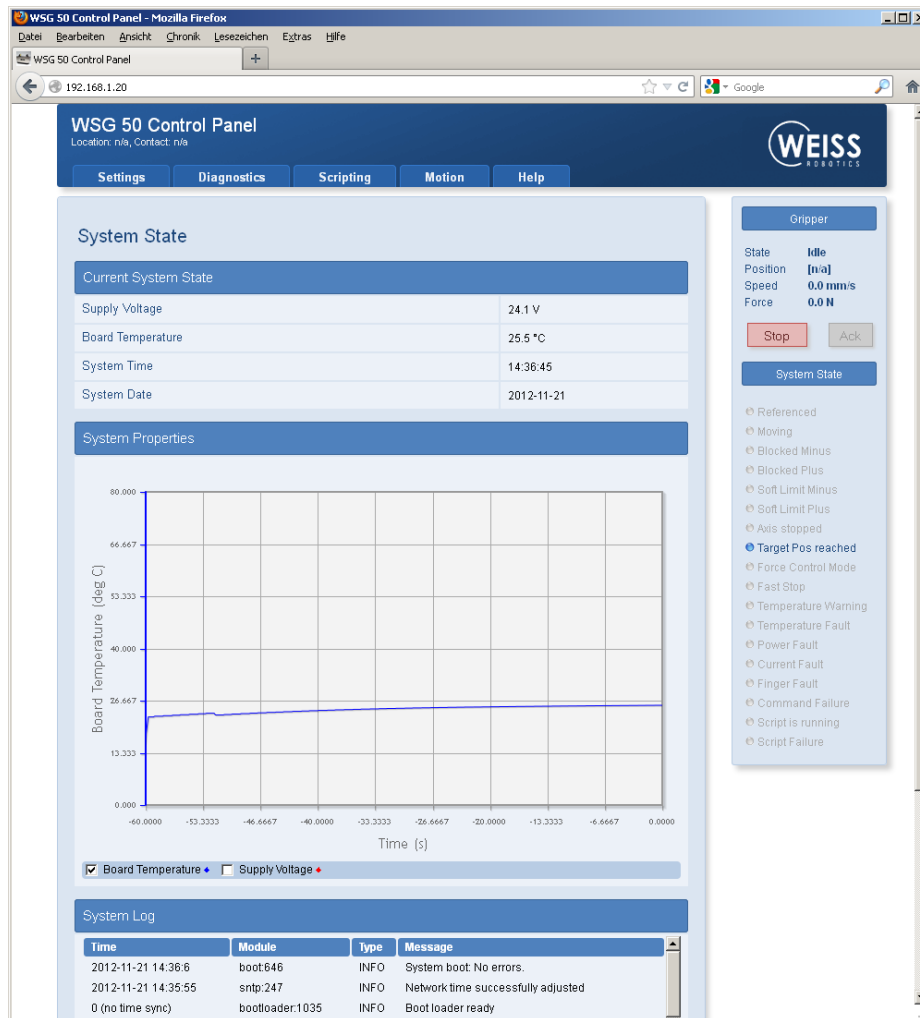 WSG 50 Control Panel - Mozilla Firefox
Datei Bearbeiten Ansicht Chronik Lesezeichen Extras Hilfe
WSG 50 Control Panel
192.168.1.20
Google
WSG 50 Control Panel
Location: n/a, Contact: n/a
WEISS
ROBOTICS
Settings Diagnostics Scripting Motion Help
System State
Current System State
Supply Voltage 24.1 V
Board Temperature 25.5 °C
System Time 14:36:45
System Date 2012-11-21
System Properties
80.000
66.667
53.333
40.000
26.667
13.333
0.000
Board Temperature (deg C)
-60.0000 -53.3333 -46.6667 -40.0000 -33.3333 -26.6667 -20.0000 -13.3333 -6.6667 0.0000
Time (s)
Board Temperature Supply Voltage
System Log
Time Module Type Message
2012-11-21 14:36:6 boot:646 INFO System boot: No errors.
2012-11-21 14:35:55 sntp:247 INFO Network time successfully adjusted
0 (no time sync) bootloader:1035 INFO Boot loader ready
Gripper
State Idle
Position [n/a]
Speed 0.0 mm/s
Force 0.0 N
Stop Ack
System State
Referenced
Moving
Blocked Minus
Blocked Plus
Soft Limit Minus
Soft Limit Plus
Axis stopped
Target Pos reached
Force Control Mode
Fast Stop
Temperature Warning
Temperature Fault
Power Fault
Current Fault
Finger Fault
Command Failure
Script is running
Script Failure